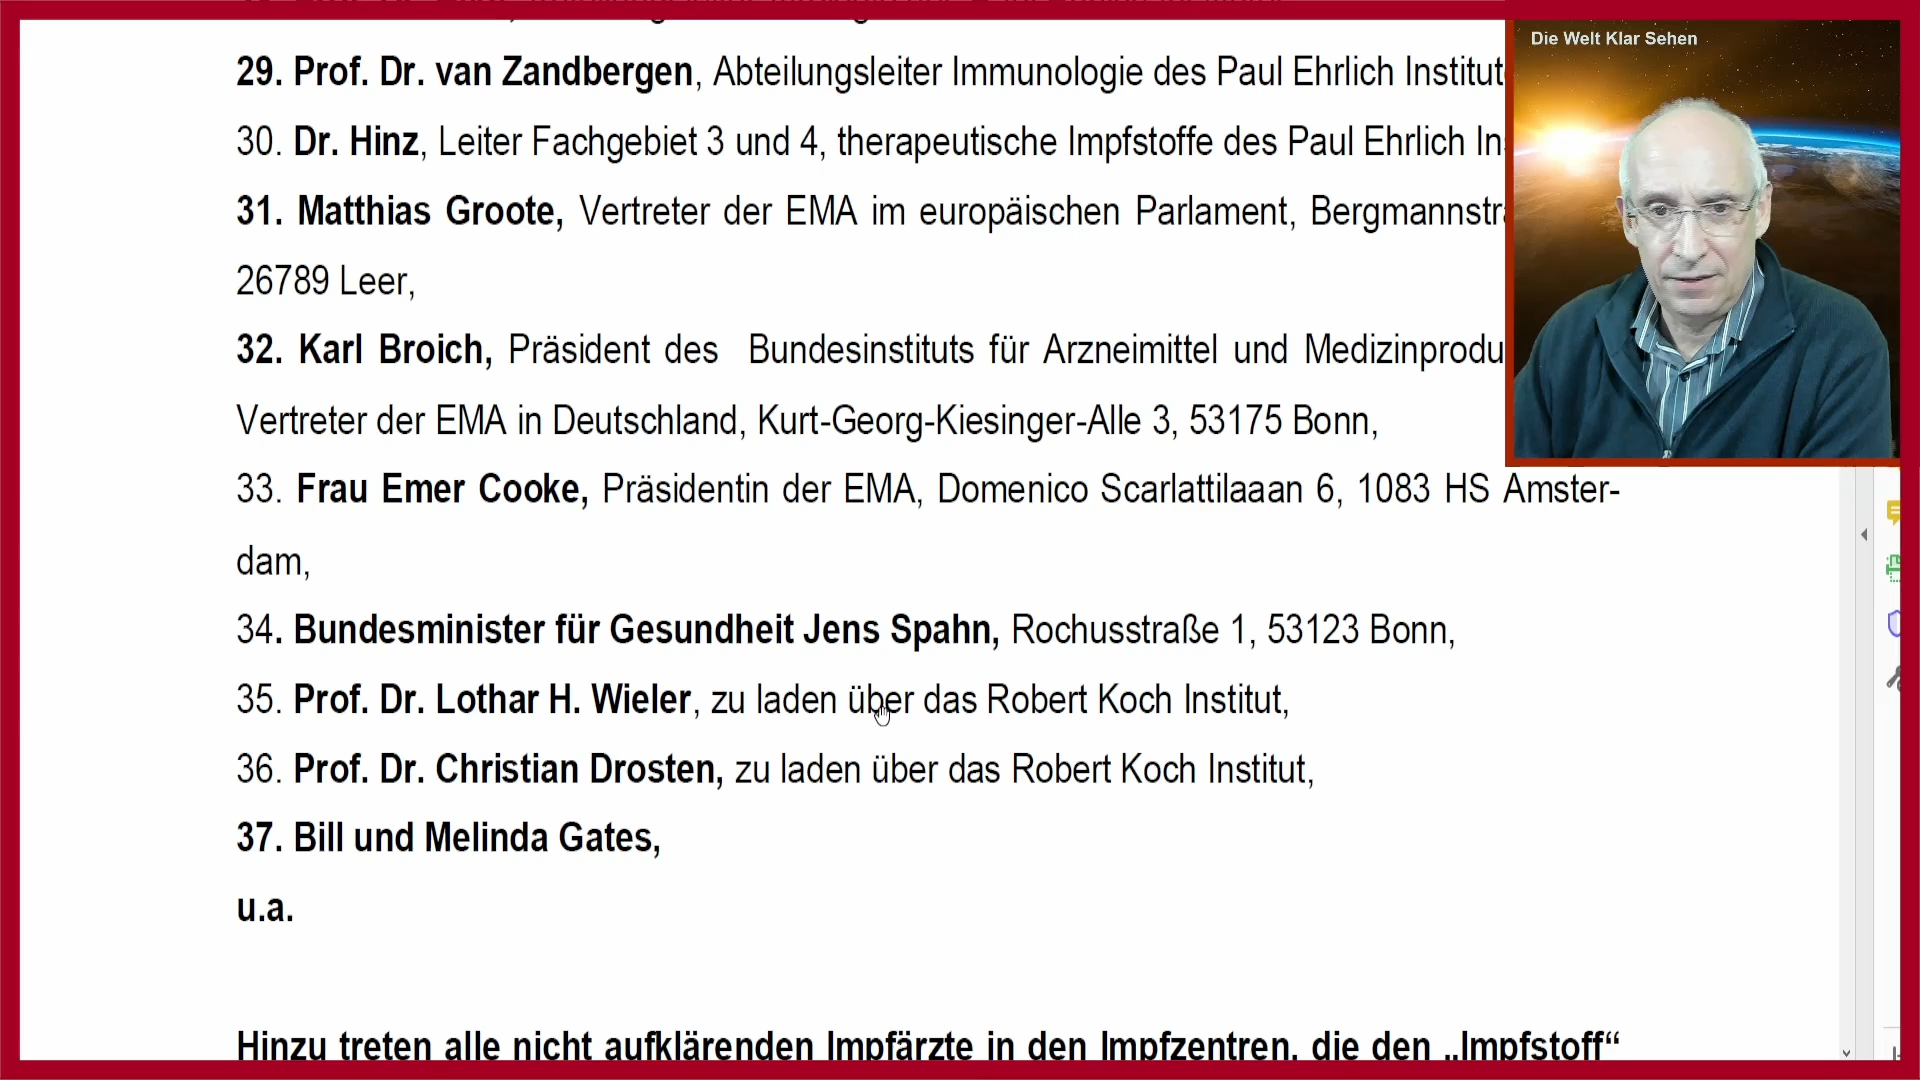 Die Welt Klar Sehen
29. Prof. Dr. van Zandbergen, Abteilungsleiter Immunologie des Paul Ehrlich Institut
30. Dr. Hinz, Leiter Fachgebiet 3 und 4, therapeutische Impfstoffe des Paul Ehrlich
31. Matthias Groote, Vertreter der EMA im europäischen Parlament,
26789 Leer,
32. Karl Broich, Präsident des Bundesinstituts für Arzneimittel und
Vertreter der EMA in Deutschland, Kurt-Georg-Kiesinger-Alle 3, 53175 Bonn,
33. Frau Emer Cooke, Präsidentin der EMA, Domenico Scarlattilaaan 6, 1083 HS Amster-
dam,
34. Bundesminister für Gesundheit Jens Spahn, Rochusstraße 1, 53123 Bonn,
35. Prof. Dr. Lothar H. Wieler, zu laden über das Robert Koch Institut,
36. Prof. Dr. Christian Drosten, zu laden über das Robert Koch Institut,
37. Bill und Melinda Gates,
u.a.
Hinzu treten alle nicht aufklärenden Impfärzte in den Impfzentren, die den „Impfstoff“